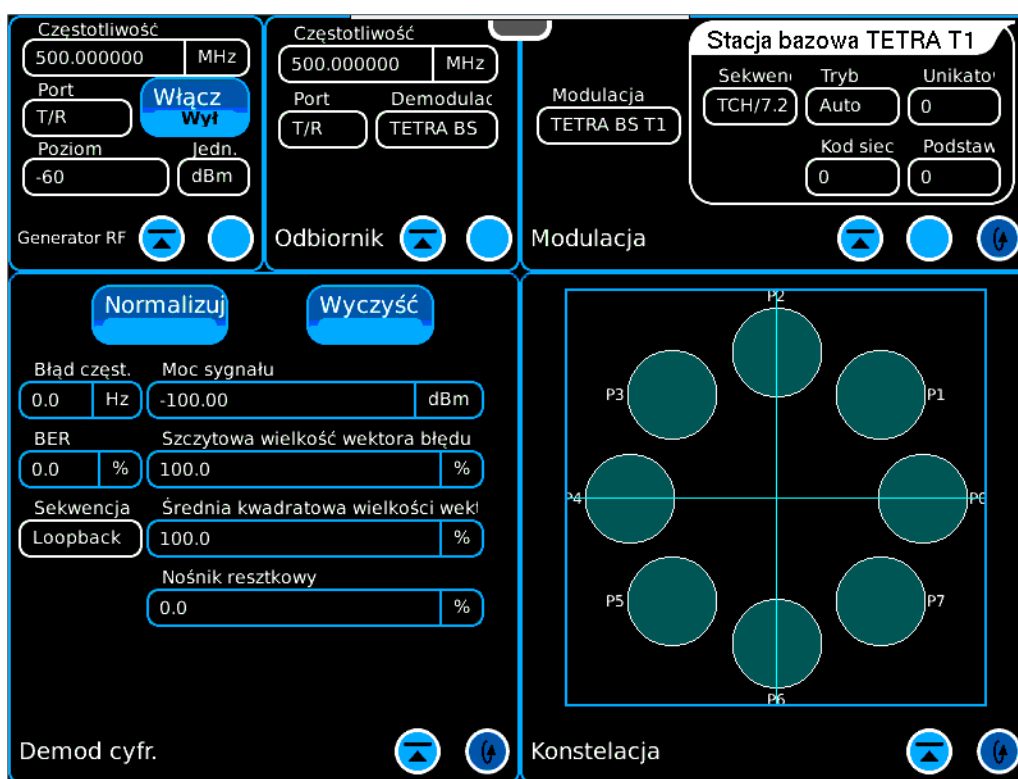 Częstotliwość
500.000000 MHz
Port
T/R
Włącz
Wył
Poziom Jedn.
-60 dBm
Generator RF
Częstotliwość
500.000000 MHz
Port Demodulac
T/R TETRA BS
Odbiornik
Modulacja
TETRA BS T1
Stacja bazowa TETRA T1
Sekwen Tryb Unikato
TCH/7.2 Auto 0
Kod siec Podstaw
0 0
Modulacja
Normalizuj Wyczyść
Błąd częst. Moc sygnału
0.0 Hz -100.00 dBm
BER Szczytowa wielkość wektora błędu
0.0 % 100.0 %
Sekwencja Średnia kwadratowa wielkości wekt
Loopback 100.0 %
Nośnik resztkowy
0.0 %
Demod cyfr.
P2
P3 P1
P4 P0
P5 P7
P6
Konstelacja